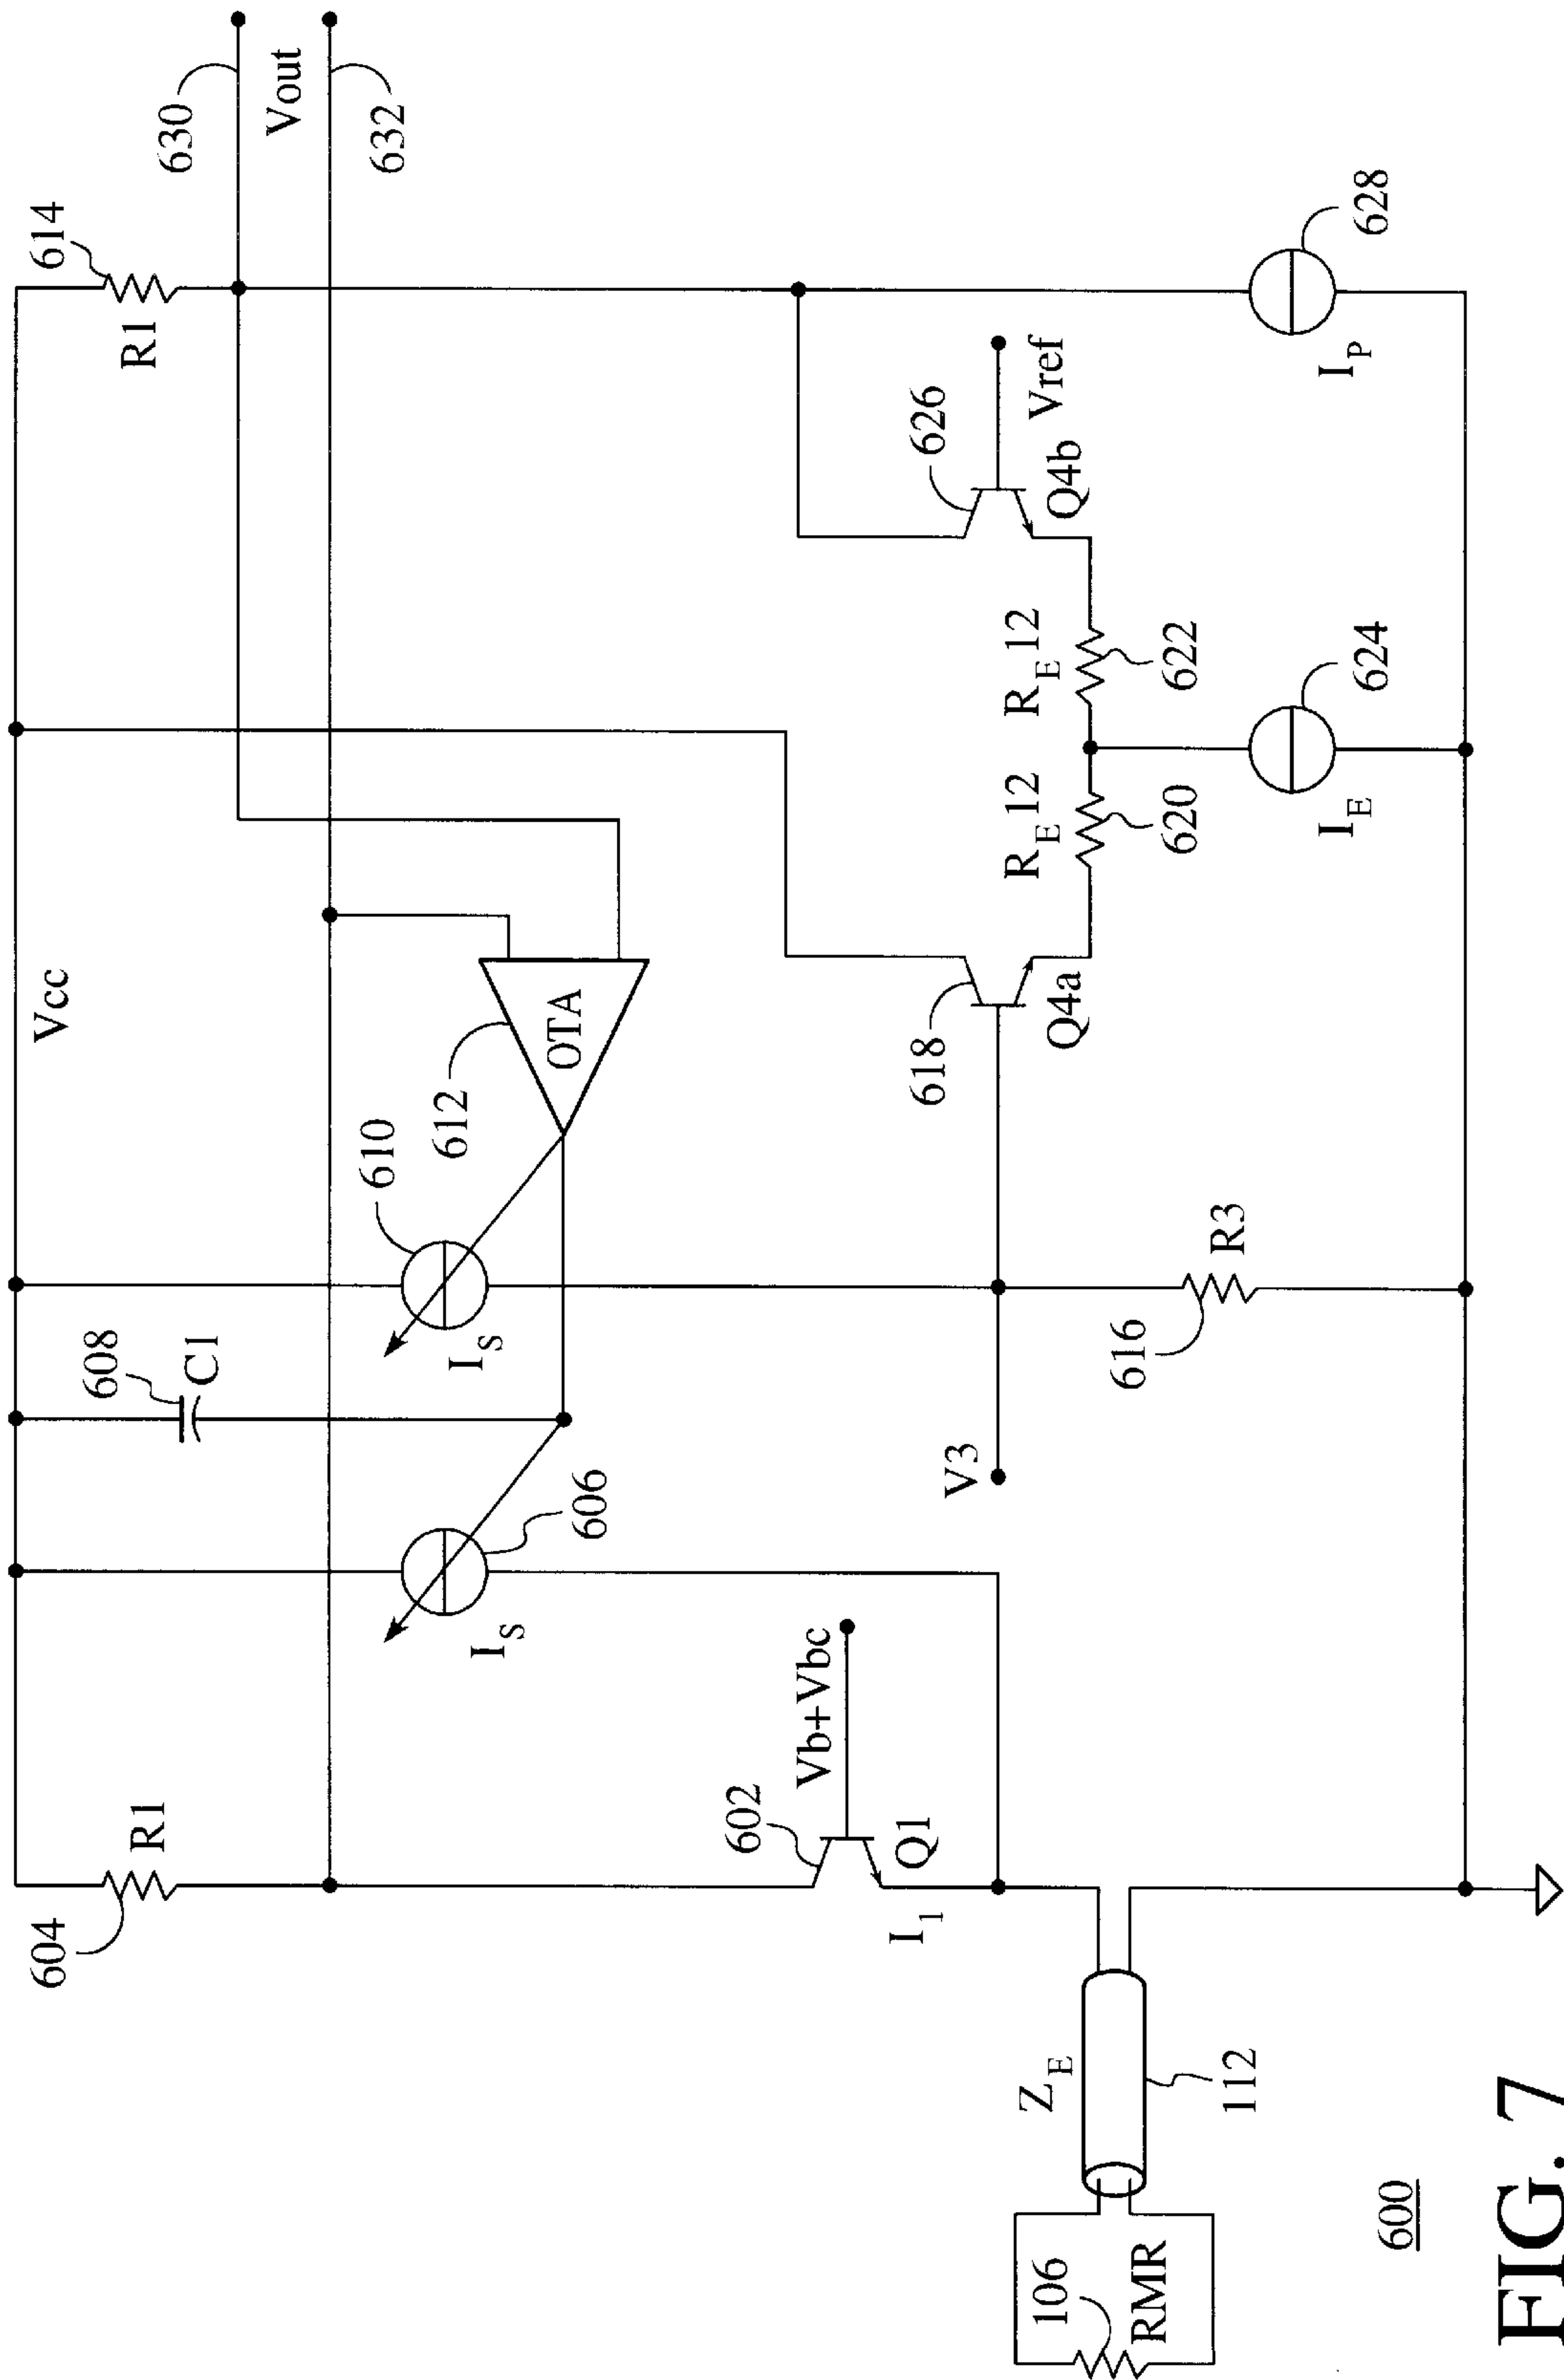 Vcc
604
R1
608
C1
610
614
R1
630
Vout
632
I_S
606
I_S
612
OTA
602
Vb+Vbc
Q1
I_1
V3
618
Q4a
626
Vref
Q4b
R_E 12
R_E 12
620
622
616
R3
I_E
624
I_P
628
Z_E
112
106
RMR
600
FIG. 7